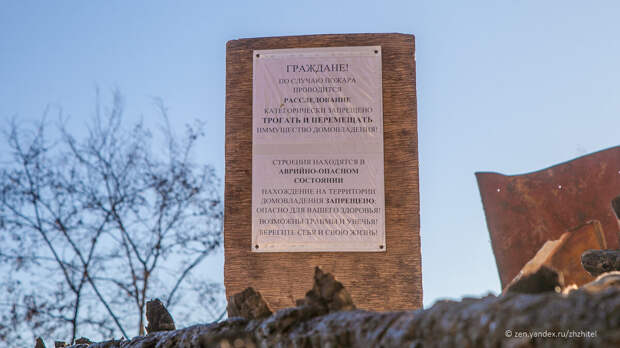 ГРАЖДАНЕ!
ПО СЛУЧАЮ ПОЖАРА
ПРОВОДИТСЯ
РАССЛЕДОВАНИЕ
КАТЕГОРИЧЕСКИ ЗАПРЕЩЕНО
ТРОГАТЬ И ПЕРЕМЕЩАТЬ
ИММУЩЕСТВО ДОМОВЛАДЕНИЯ!
СТРОЕНИЯ НАХОДЯТСЯ В
АВРИЙНО-ОПАСНОМ
СОСТОЯНИИ
НАХОЖДЕНИЕ НА ТЕРРИТОРИИ
ДОМОВЛАДЕНИЯ ЗАПРЕЩЕНО:
ОПАСНО ДЛЯ ВАШЕГО ЗДОРОВЬЯ!
ВОЗМОЖНЫ ТРАВМЫ И УВЕЧЬЯ!
БЕРЕГИТЕ СЕБЯ И СВОЮ ЖИЗНЬ!
© zen.yandex.ru/zhzhitel